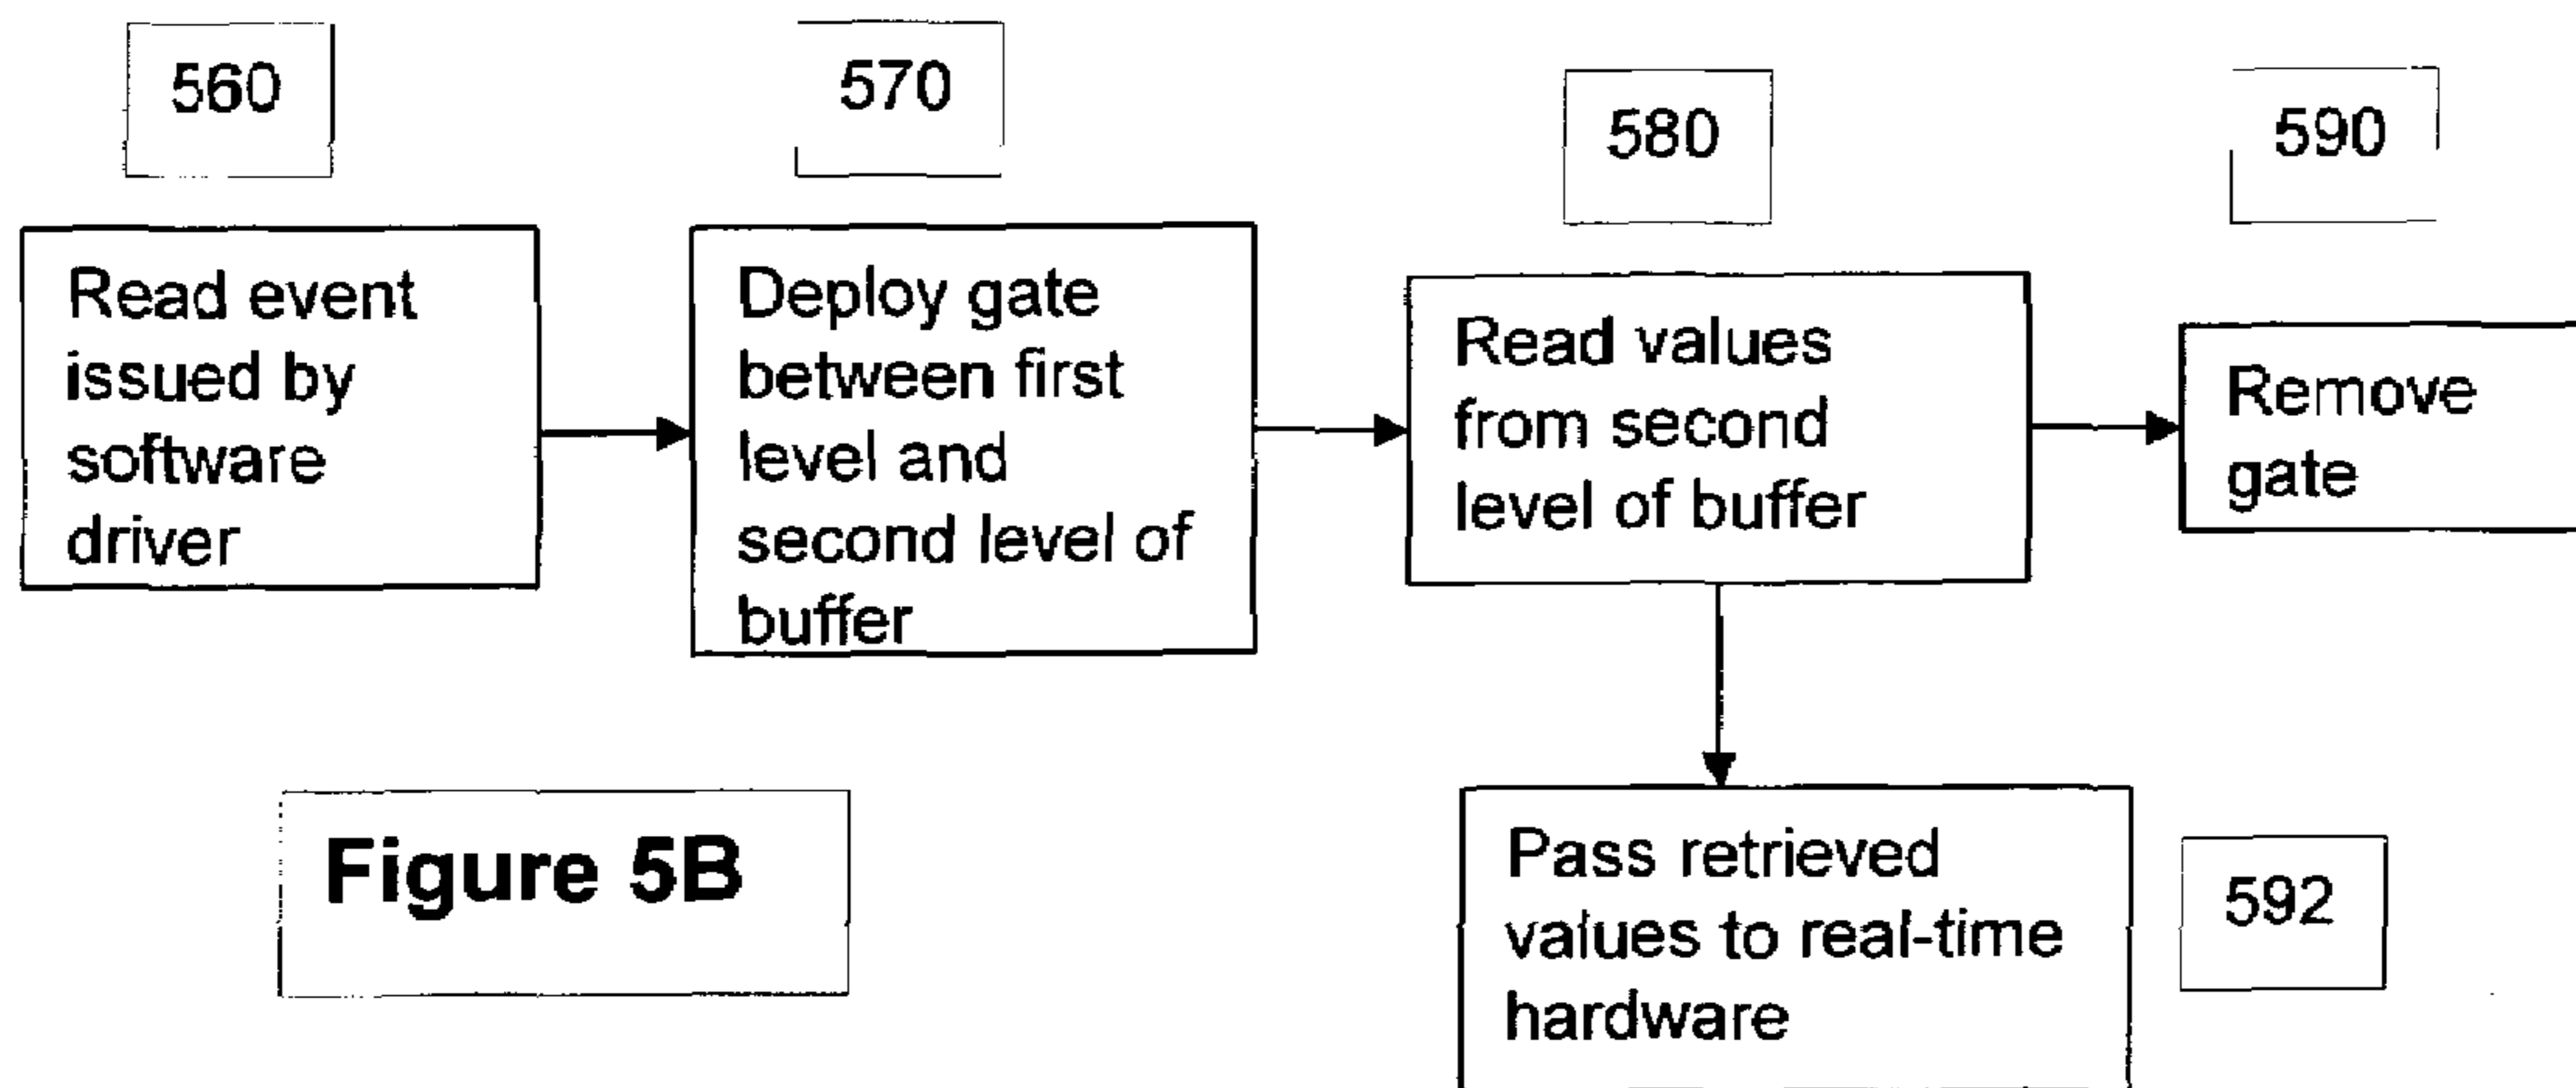 560
570
580
590
Read event
issued by
software
driver
Deploy gate
between first
level and
second level of
buffer
Read values
from second
level of buffer
Remove
gate
Figure 5B
Pass retrieved
values to real-time
hardware
592